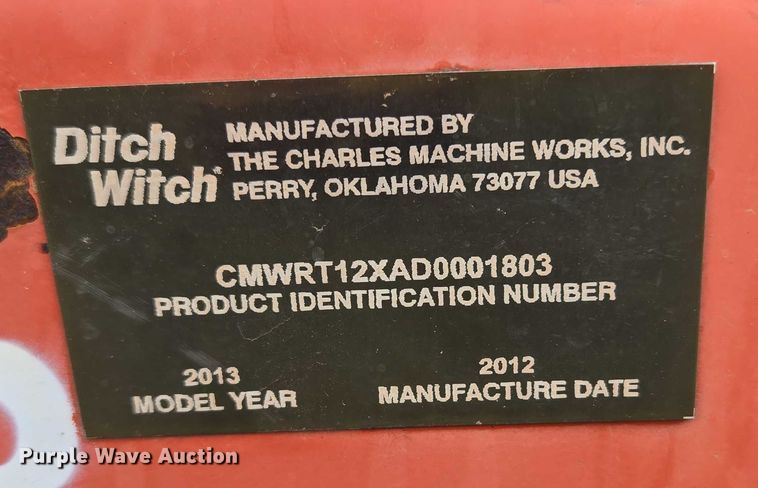 Ditch
Witch™
MANUFACTURED BY
THE CHARLES MACHINE WORKS, INC.
PERRY, OKLAHOMA 73077 USA
CMWRT12XAD0001803
PRODUCT IDENTIFICATION NUMBER
2013
MODEL YEAR
2012
MANUFACTURE DATE
Purple Wave Auction